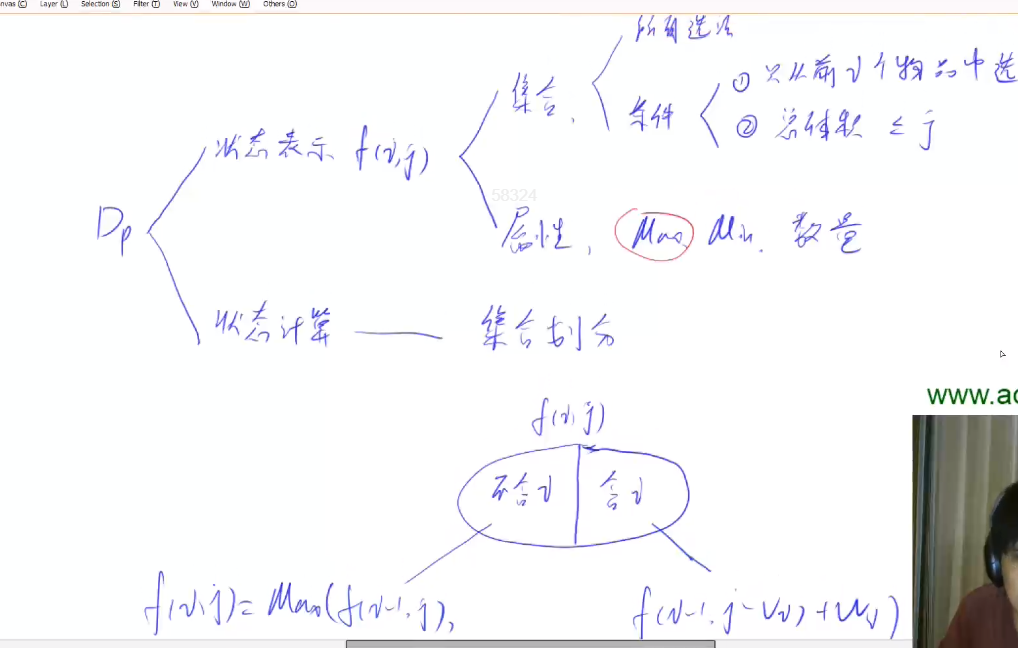 nvas (C) Layer (L) Selection (S) Filter (T) View (V) Window (W) Others (O)
所有选法
集合, 条件 ① 只从前i个物品中选
② 总体积 ≤ j
状态表示 f(i,j)
58324
Dp
属性, Max, Min, 数量
状态计算 —— 集合划分
www.ac
f(i,j)
不含i 含i
f(i,j)= Max(f(i-1,j), f(i-1,j-Vi)+Wi)